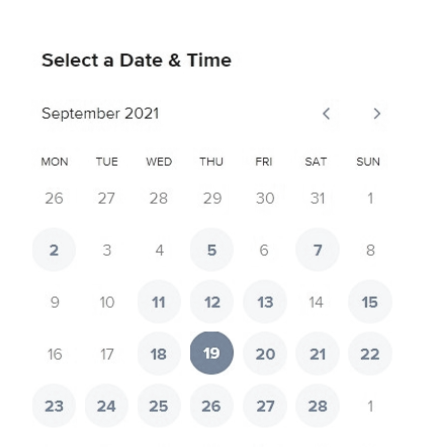 Select a Date & Time
September 2021
MON TUE WED THU FRI SAT SUN
26 27 28 29 30 31 1
2 3 4 5 6 7 8
9 10 11 12 13 14 15
16 17 18 19 20 21 22
23 24 25 26 27 28 1